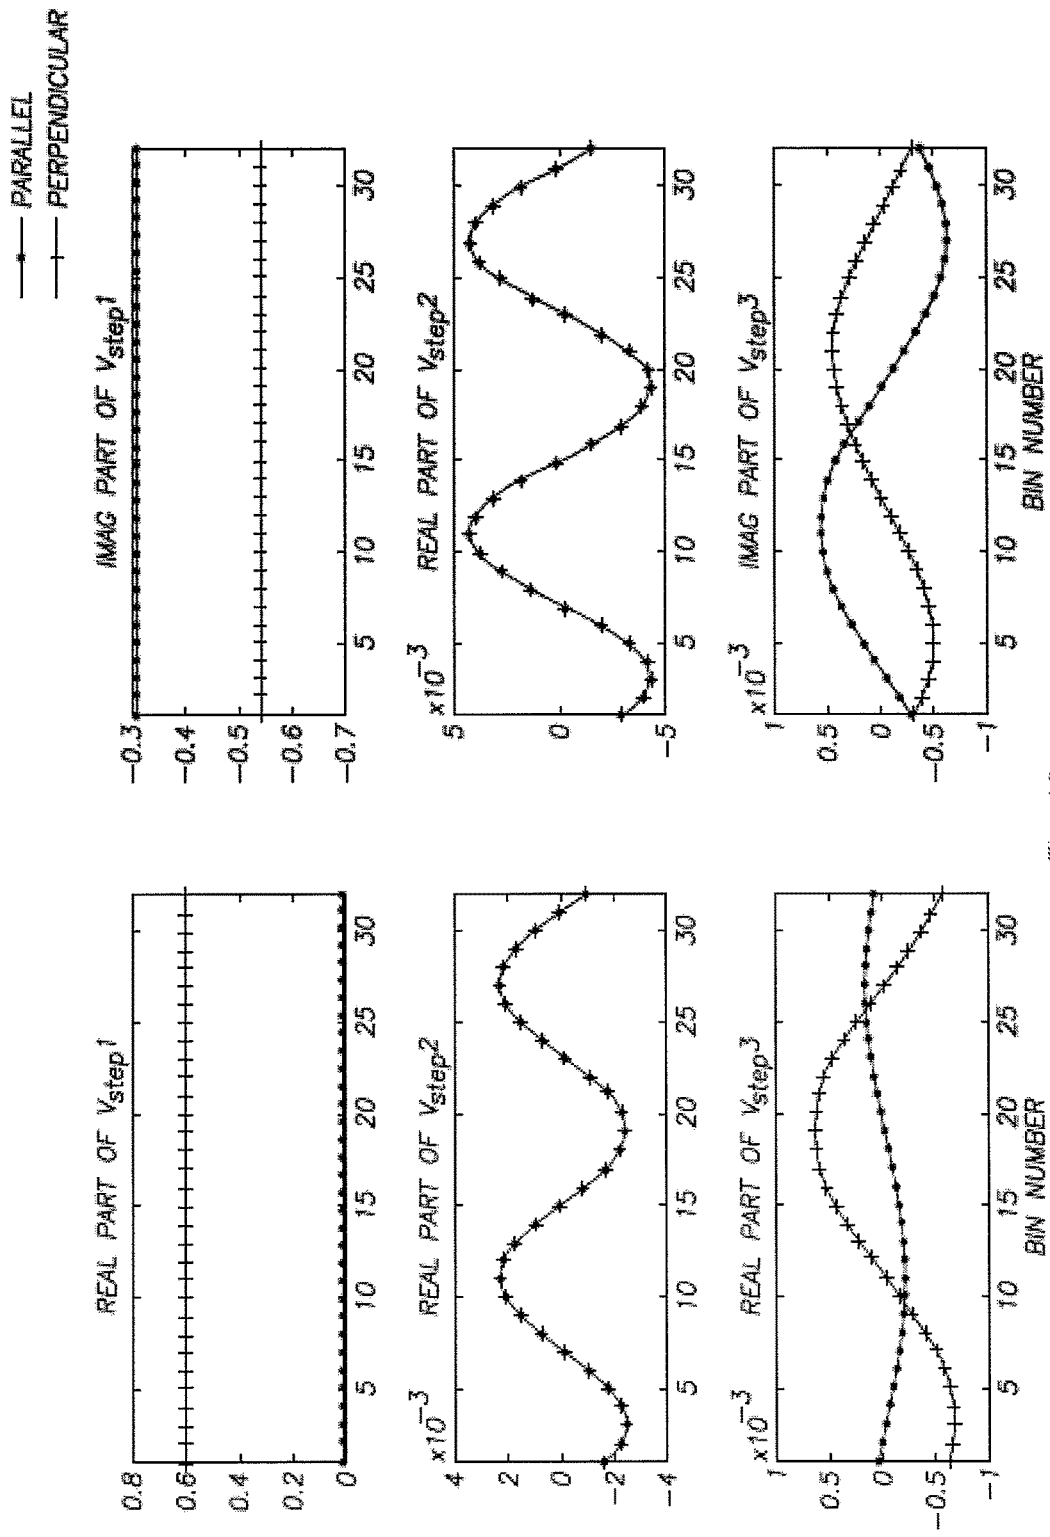 PARALLEL
PERPENDICULAR
REAL PART OF Vstep1
0.8
0.6
0.4
0.2
0
5 10 15 20 25 30
IMAG PART OF Vstep1
-0.3
-0.4
-0.5
-0.6
-0.7
5 10 15 20 25 30
REAL PART OF Vstep2
x10-3
4
2
0
-2
-4
5 10 15 20 25 30
REAL PART OF Vstep2
x10-3
5
0
-5
5 10 15 20 25 30
REAL PART OF Vstep3
x10-3
1
0.5
0
-0.5
-1
5 10 15 20 25 30
BIN NUMBER
IMAG PART OF Vstep3
x10-3
1
0.5
0
-0.5
-1
5 10 15 20 25 30
BIN NUMBER